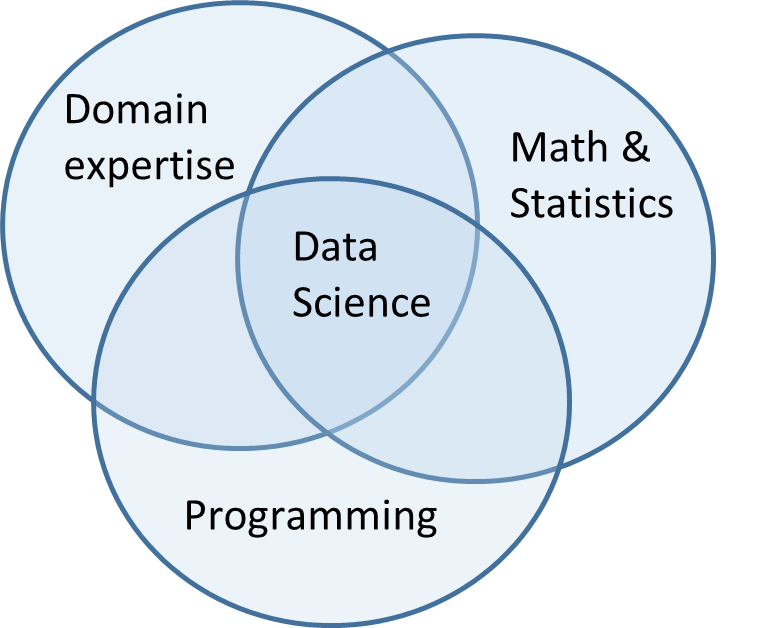 Domain
expertise
Math &
Statistics
Data
Science
Programming